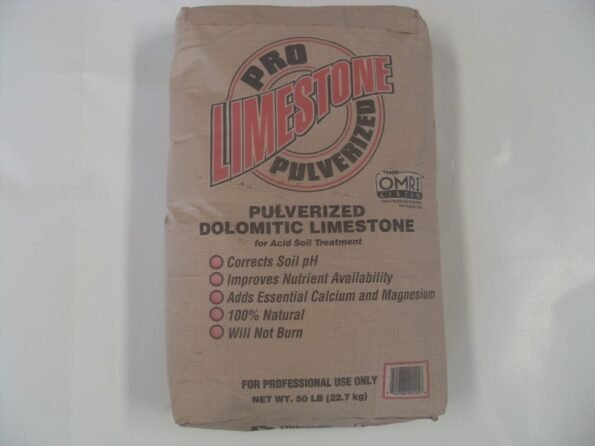 PRO
LIMESTONE
PULVERIZED
OMRI
LISTED
PULVERIZED
DOLOMITIC LIMESTONE
for Acid Soil Treatment
Corrects Soil pH
Improves Nutrient Availability
Adds Essential Calcium and Magnesium
100% Natural
Will Not Burn
FOR PROFESSIONAL USE ONLY
NET WT. 50 LB (22.7 kg)